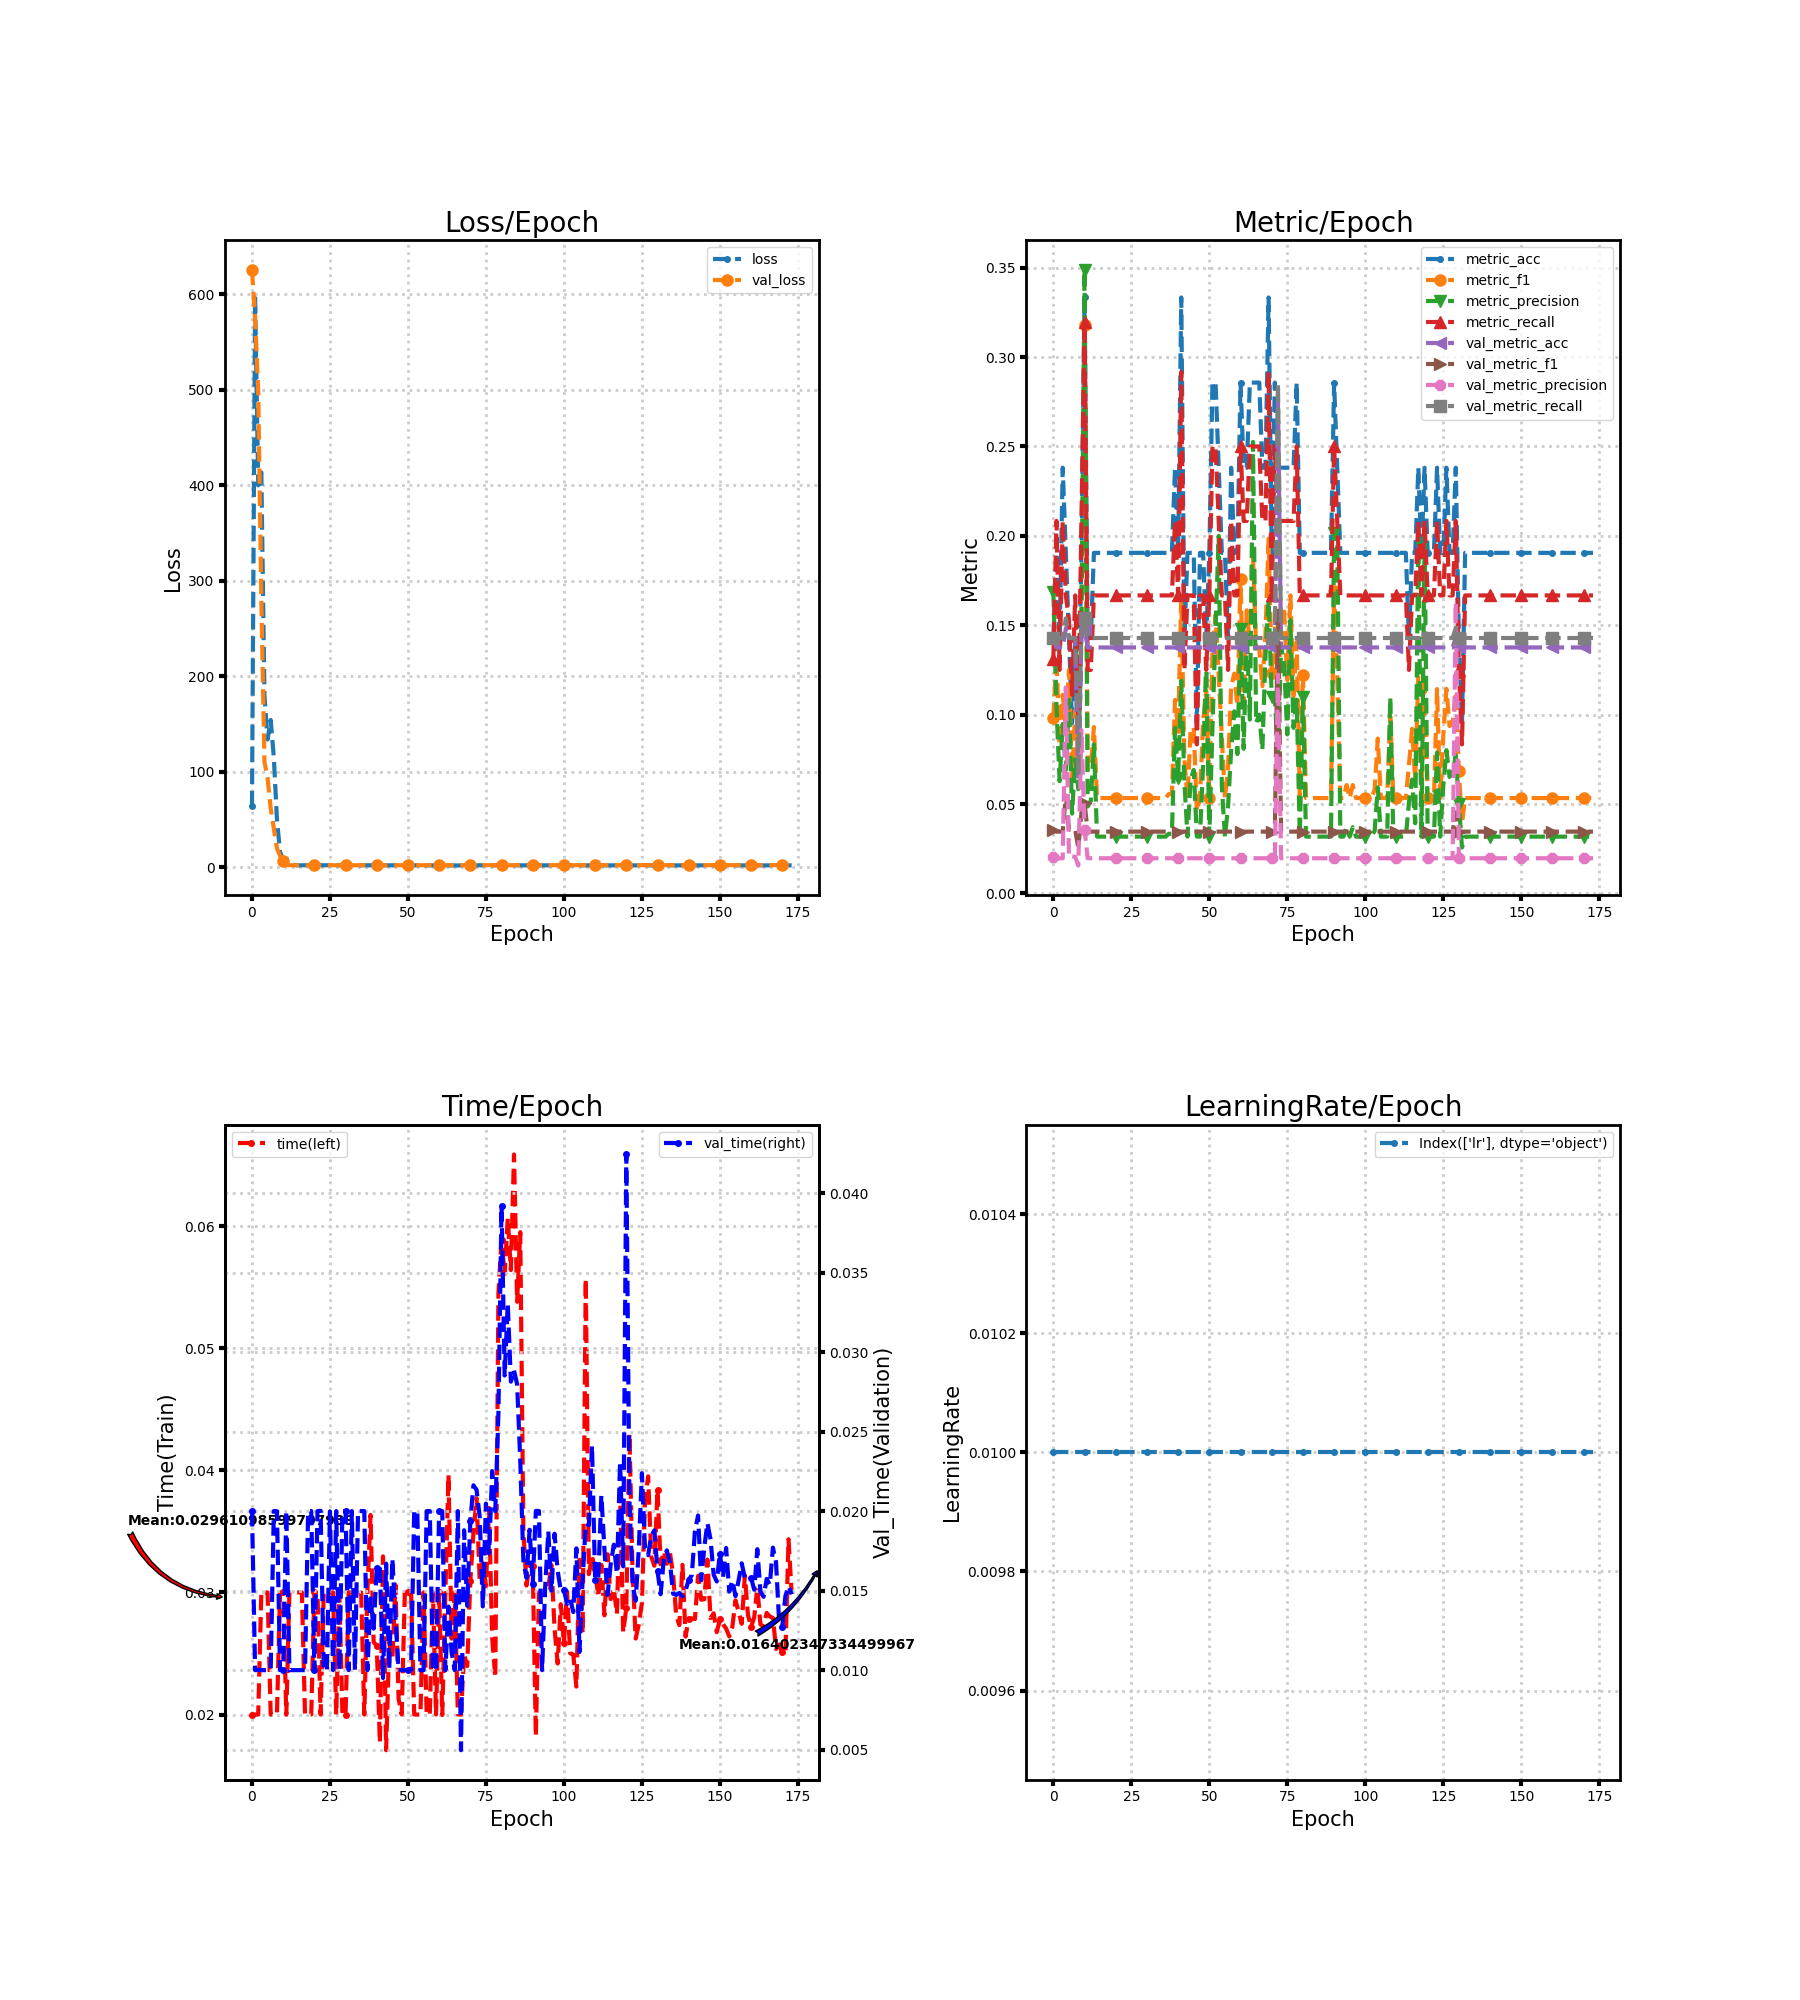 Loss/Epoch
loss
val_loss
600
500
400
300
200
100
0
Loss
0 25 50 75 100 125 150 175
Epoch
Metric/Epoch
metric_acc
metric_f1
metric_precision
metric_recall
val_metric_acc
val_metric_f1
val_metric_precision
val_metric_recall
0.35
0.30
0.25
0.20
0.15
0.10
0.05
0.00
Metric
0 25 50 75 100 125 150 175
Epoch
Time/Epoch
time(left)
val_time(right)
0.06
0.05
0.04
0.03
0.02
Time(Train)
0.040
0.035
0.030
0.025
0.020
0.015
0.010
0.005
Val_Time(Validation)
Mean:0.016402347334499967
0 25 50 75 100 125 150 175
Epoch
LearningRate/Epoch
Index(['lr'], dtype='object')
0.0104
0.0102
0.0100
0.0098
0.0096
LearningRate
0 25 50 75 100 125 150 175
Epoch